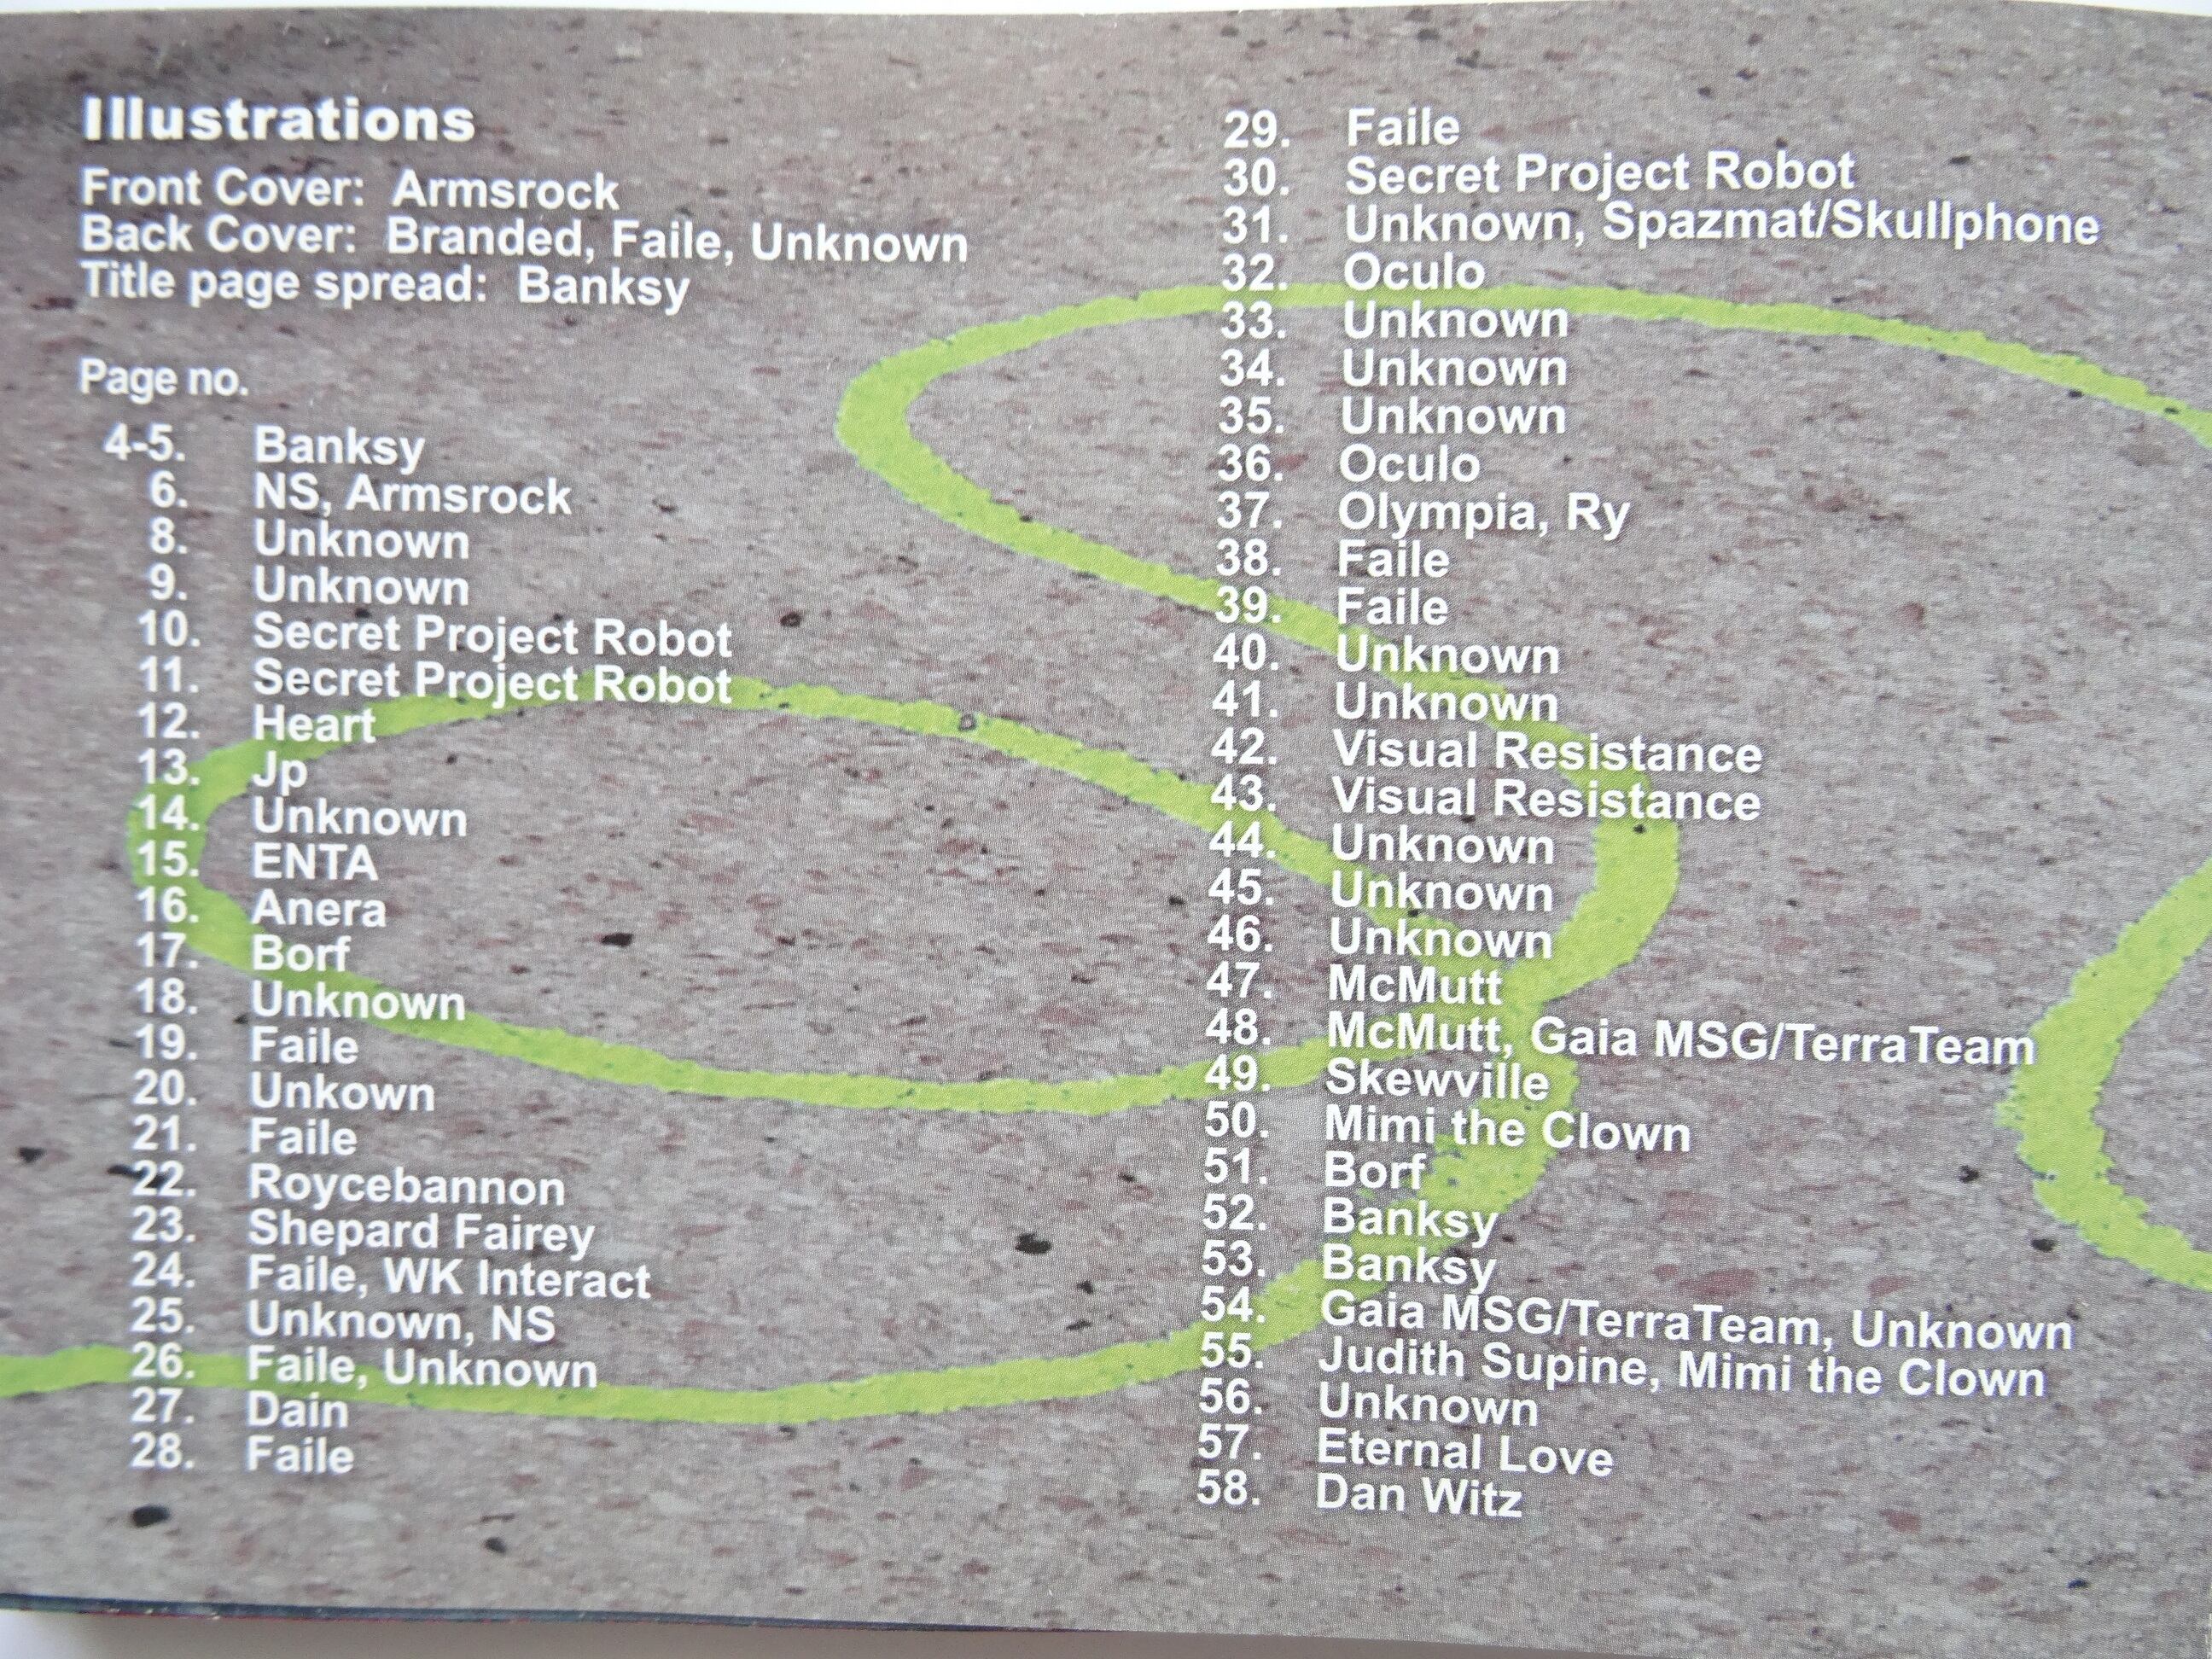 Illustrations
Front Cover: Armsrock
Back Cover: Branded, Faile, Unknown
Title page spread: Banksy
Page no.
4-5. Banksy
6. NS, Armsrock
8. Unknown
9. Unknown
10. Secret Project Robot
11. Secret Project Robot
12. Heart
13. Jp
14. Unknown
15. ENTA
16. Anera
17. Borf
18. Unknown
19. Faile
20. Unkown
21. Faile
22. Roycebannon
23. Shepard Fairey
24. Faile, WK Interact
25. Unknown, NS
26. Faile, Unknown
27. Dain
28. Faile
29. Faile
30. Secret Project Robot
31. Unknown, Spazmat/Skullphone
32. Oculo
33. Unknown
34. Unknown
35. Unknown
36. Oculo
37. Olympia, Ry
38. Faile
39. Faile
40. Unknown
41. Unknown
42. Visual Resistance
43. Visual Resistance
44. Unknown
45. Unknown
46. Unknown
47. McMutt
48. McMutt, Gaia MSG/TerraTeam
49. Skewville
50. Mimi the Clown
51. Borf
52. Banksy
53. Banksy
54. Gaia MSG/TerraTeam, Unknown
55. Judith Supine, Mimi the Clown
56. Unknown
57. Eternal Love
58. Dan Witz